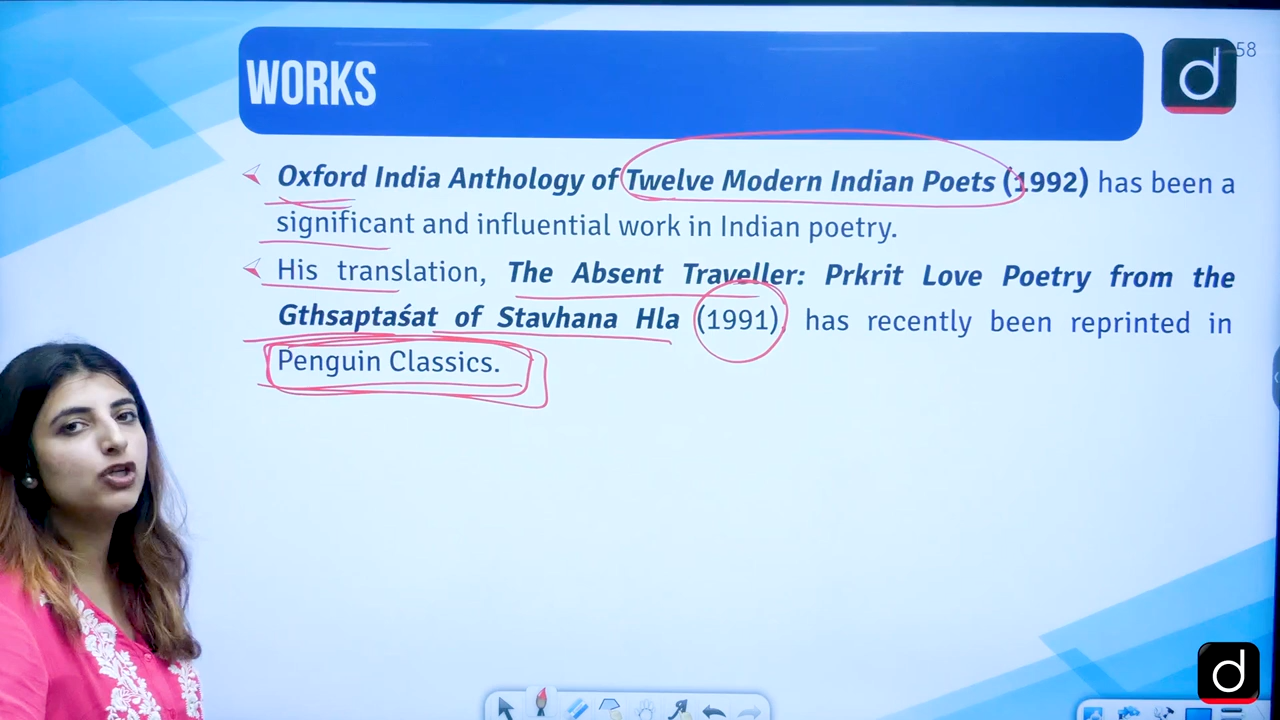 WORKS
58
d
Oxford India Anthology of Twelve Modern Indian Poets (1992) has been a
significant and influential work in Indian poetry.
His translation, The Absent Traveller: Prkrit Love Poetry from the
Gthsaptaśat of Stavhana Hla (1991), has recently been reprinted in
Penguin Classics.
d